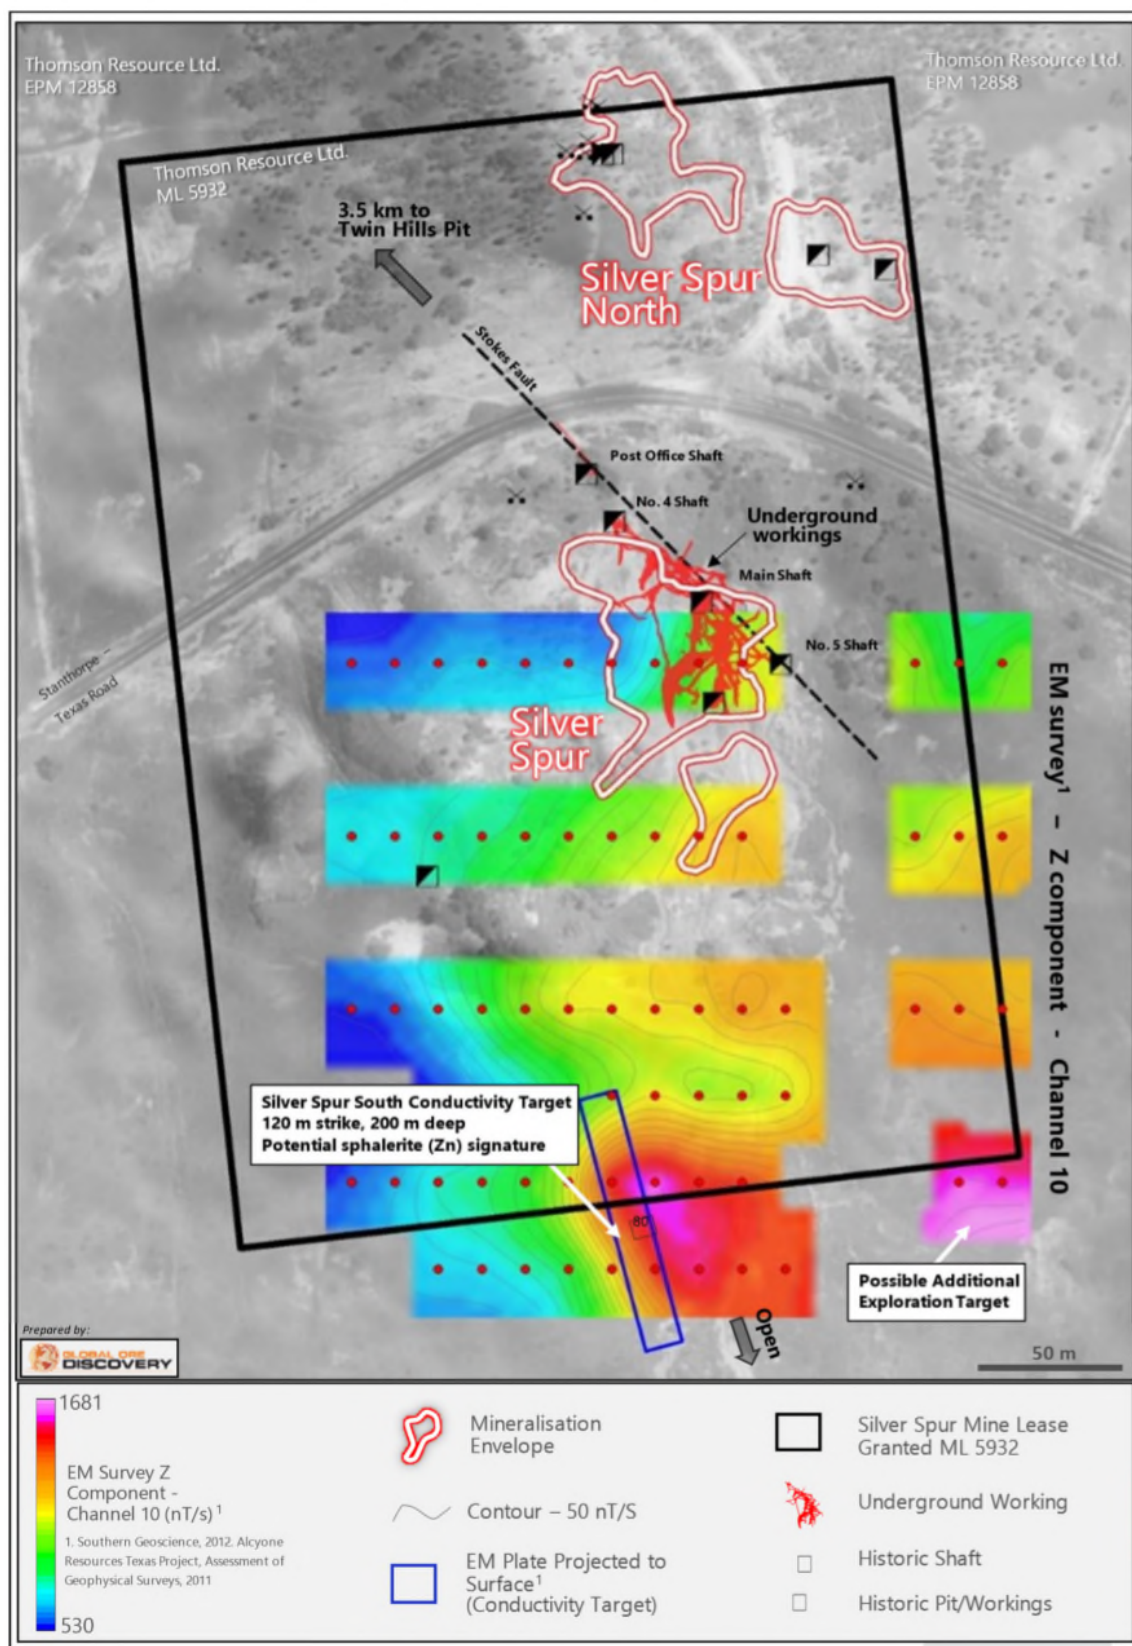 Thomson Resource Ltd.
EPM 12858
Thomson Resource Ltd.
EPM 12858
Thomson Resource Ltd.
ML 5932
3.5 km to
Twin Hills Pit
Silver Spur
North
Stokes Fault
Post Office Shaft
No. 4 Shaft
Underground
workings
Main Shaft
No. 5 Shaft
Stanthorpe –
Texas Road
Silver
Spur
EM survey¹ – Z component - Channel 10
Silver Spur South Conductivity Target
120 m strike, 200 m deep
Potential sphalerite (Zn) signature
80
Possible Additional
Exploration Target
Open
50 m
Prepared by:
GLOBAL ORE
DISCOVERY
1681
EM Survey Z
Component -
Channel 10 (nT/s) ¹
1. Southern Geoscience, 2012. Alcyone
Resources Texas Project, Assessment of
Geophysical Surveys, 2011
530
Mineralisation
Envelope
Contour – 50 nT/S
EM Plate Projected to
Surface¹
(Conductivity Target)
Silver Spur Mine Lease
Granted ML 5932
Underground Working
Historic Shaft
Historic Pit/Workings